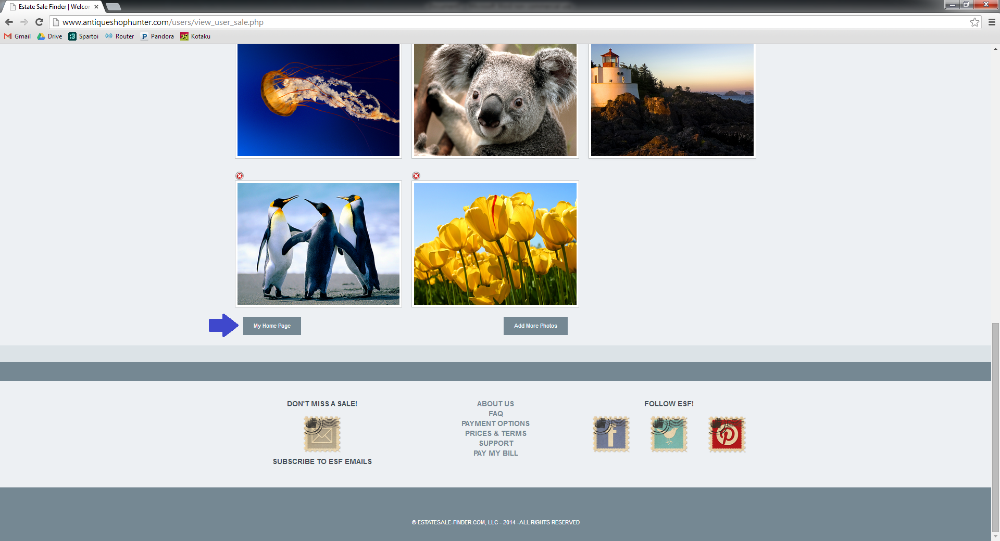 Estate Sale Finder | Welcor
www.antiqueshophunter.com/users/view_user_sale.php
Gmail Drive Spartoi Router Pandora Kotaku
My Home Page Add More Photos
DON'T MISS A SALE!
SUBSCRIBE TO ESF EMAILS
ABOUT US
FAQ
PAYMENT OPTIONS
PRICES & TERMS
SUPPORT
PAY MY BILL
FOLLOW ESF!
© ESTATESALE-FINDER.COM, LLC - 2014 -ALL RIGHTS RESERVED